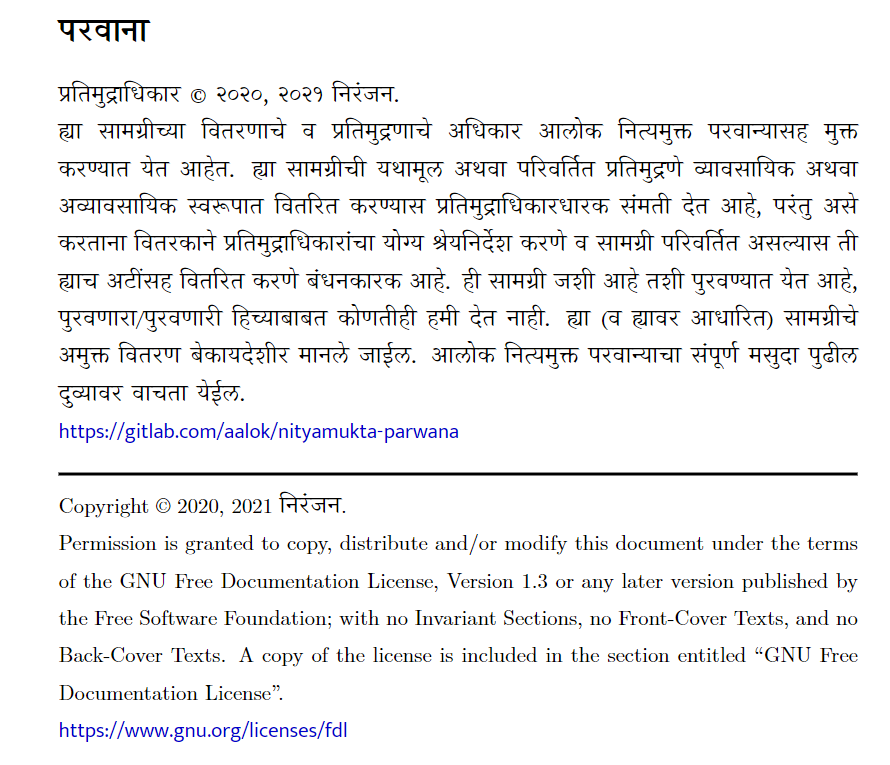 परवाना
प्रतिमुद्राधिकार © २०२०, २०२१ निरंजन.
ह्या सामग्रीच्या वितरणाचे व प्रतिमुद्रणाचे अधिकार आलोक नित्यमुक्त परवान्यासह मुक्त
करण्यात येत आहेत. ह्या सामग्रीची यथामूल अथवा परिवर्तित प्रतिमुद्रणे व्यावसायिक अथवा
अव्यावसायिक स्वरूपात वितरित करण्यास प्रतिमुद्राधिकारधारक संमती देत आहे, परंतु असे
करताना वितरकाने प्रतिमुद्राधिकारांचा योग्य श्रेयनिर्देश करणे व सामग्री परिवर्तित असल्यास ती
ह्याच अटींसह वितरित करणे बंधनकारक आहे. ही सामग्री जशी आहे तशी पुरवण्यात येत आहे,
पुरवणारा/पुरवणारी हिच्याबाबत कोणतीही हमी देत नाही. ह्या (व ह्यावर आधारित) सामग्रीचे
अमुक्त वितरण बेकायदेशीर मानले जाईल. आलोक नित्यमुक्त परवान्याचा संपूर्ण मसुदा पुढील
दुव्यावर वाचता येईल.
https://gitlab.com/aalok/nityamukta-parwana
Copyright © 2020, 2021 निरंजन.
Permission is granted to copy, distribute and/or modify this document under the terms
of the GNU Free Documentation License, Version 1.3 or any later version published by
the Free Software Foundation; with no Invariant Sections, no Front-Cover Texts, and no
Back-Cover Texts. A copy of the license is included in the section entitled “GNU Free
Documentation License”.
https://www.gnu.org/licenses/fdl